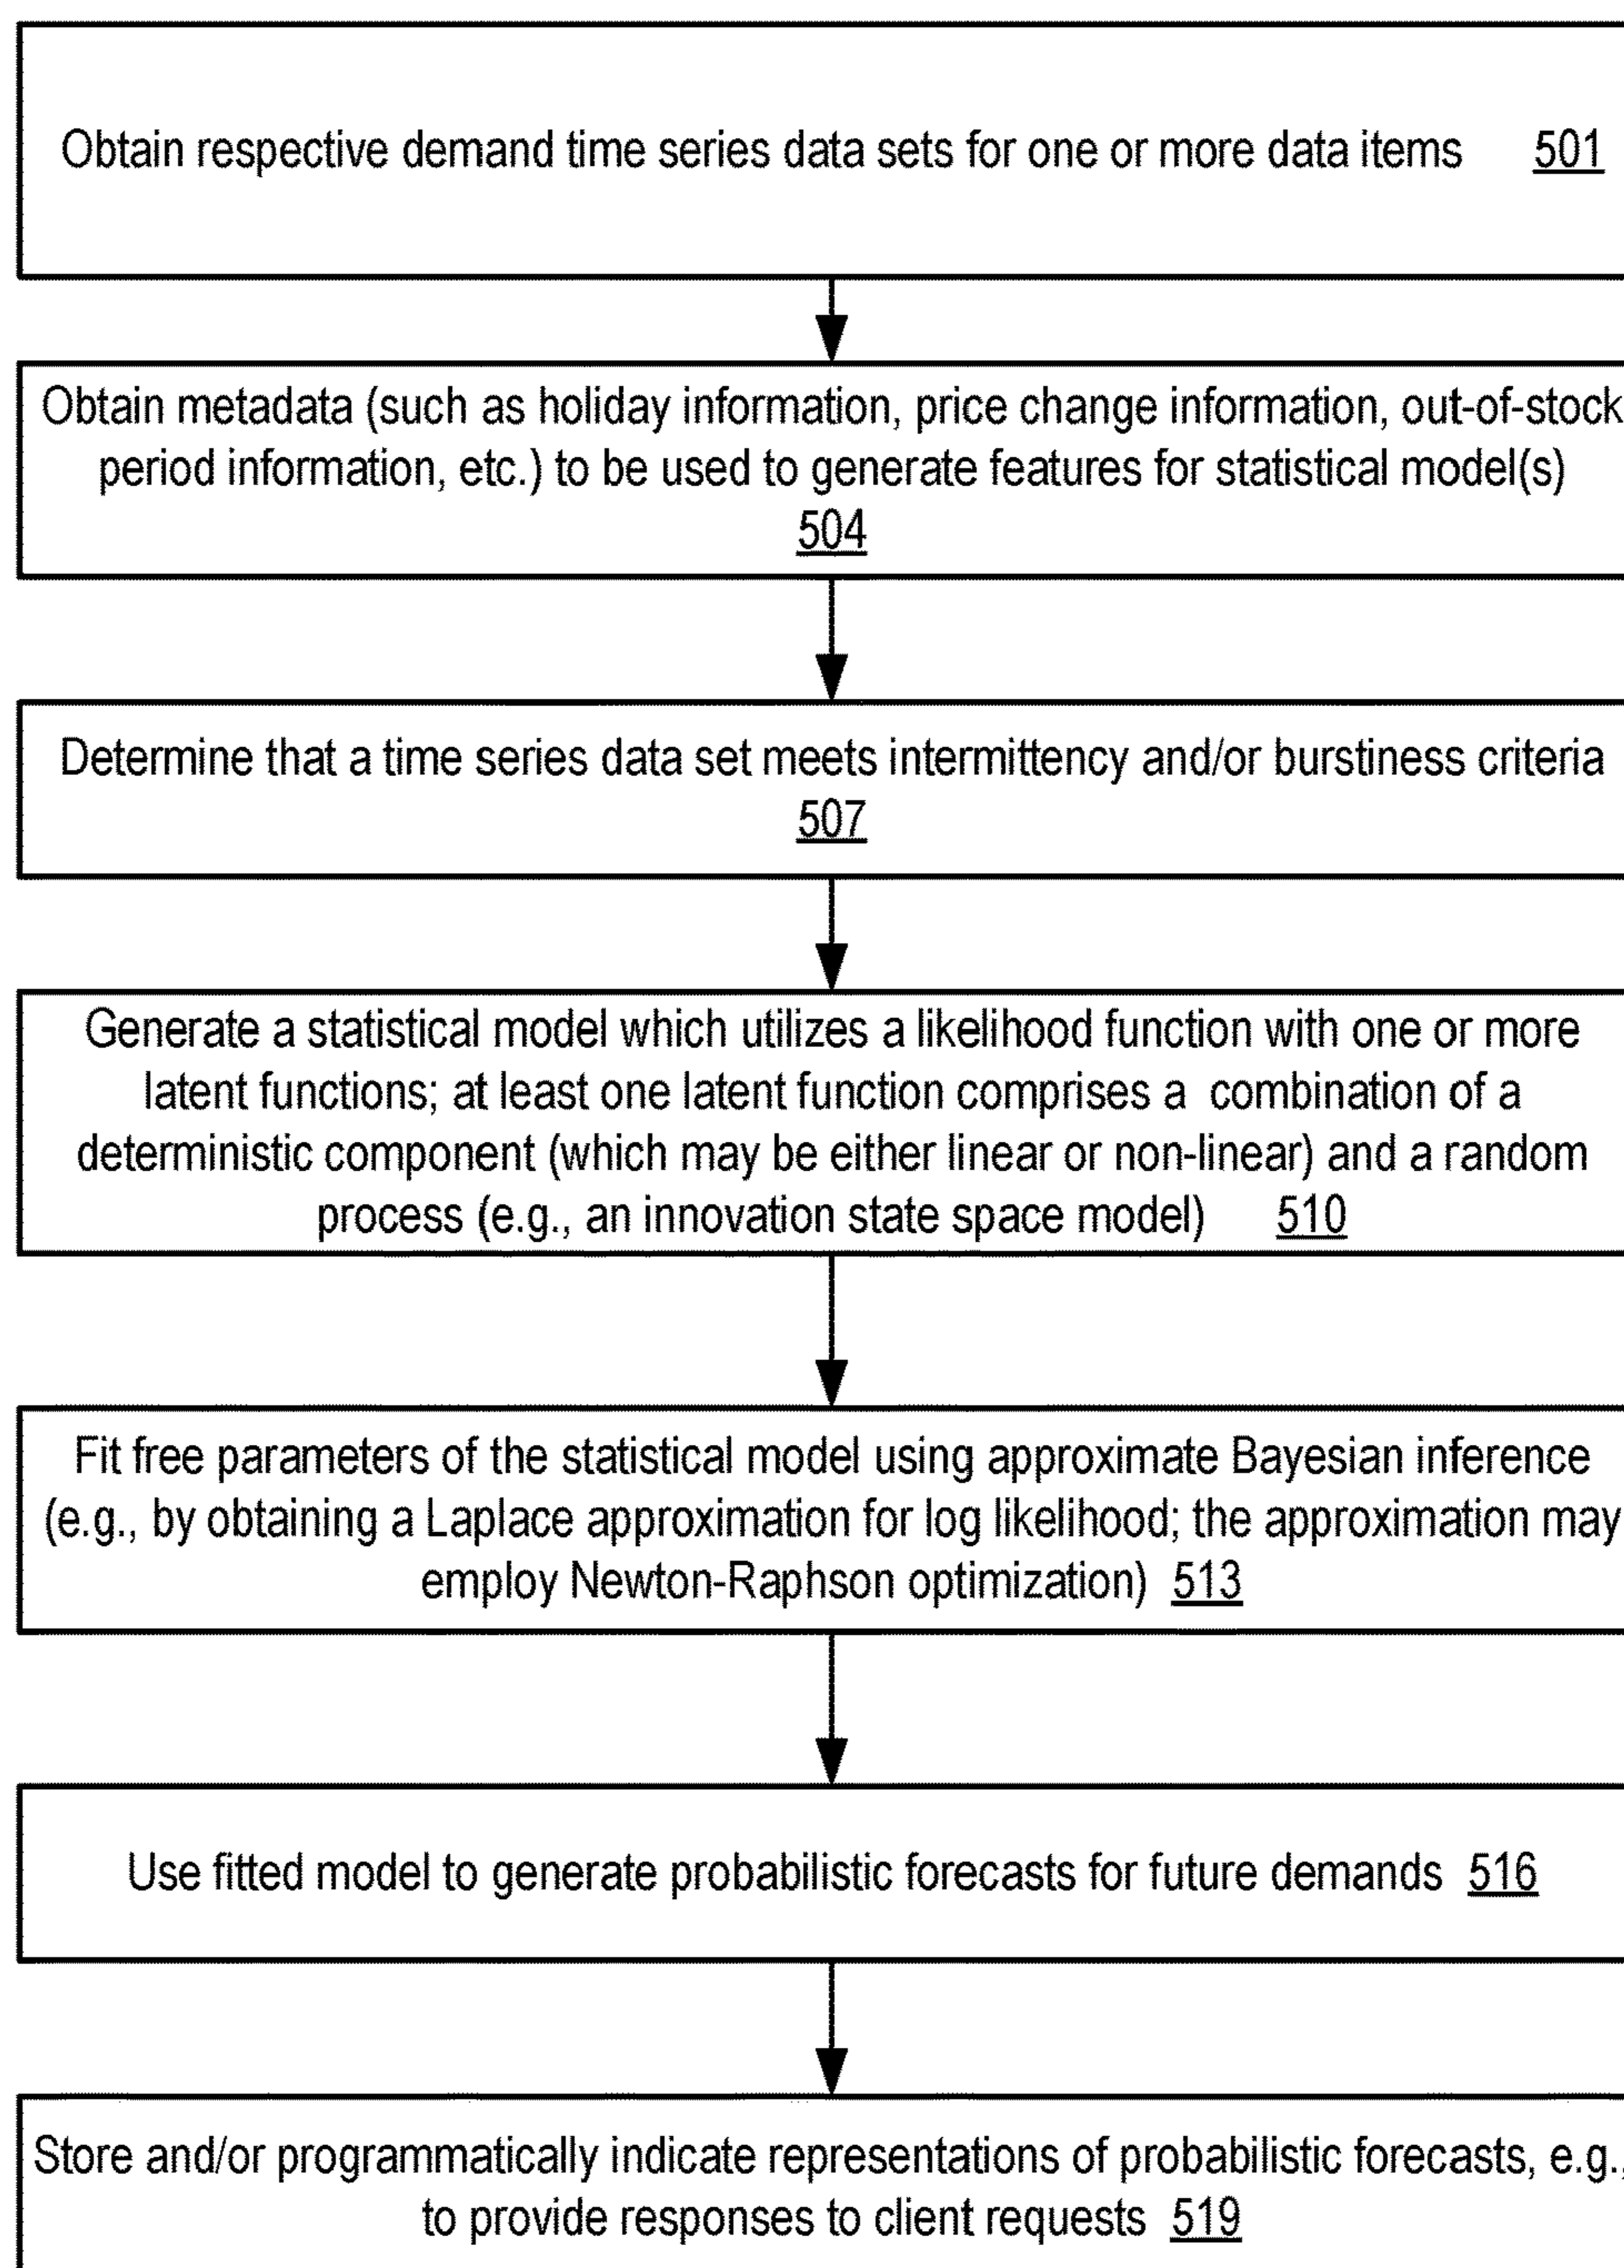 Obtain respective demand time series data sets for one or more data items 501
Obtain metadata (such as holiday information, price change information, out-of-stock
period information, etc.) to be used to generate features for statistical model(s)
504
Determine that a time series data set meets intermittency and/or burstiness criteria
507
Generate a statistical model which utilizes a likelihood function with one or more
latent functions; at least one latent function comprises a combination of a
deterministic component (which may be either linear or non-linear) and a random
process (e.g., an innovation state space model) 510
Fit free parameters of the statistical model using approximate Bayesian inference
(e.g., by obtaining a Laplace approximation for log likelihood; the approximation may
employ Newton-Raphson optimization) 513
Use fitted model to generate probabilistic forecasts for future demands 516
Store and/or programmatically indicate representations of probabilistic forecasts, e.g.,
to provide responses to client requests 519